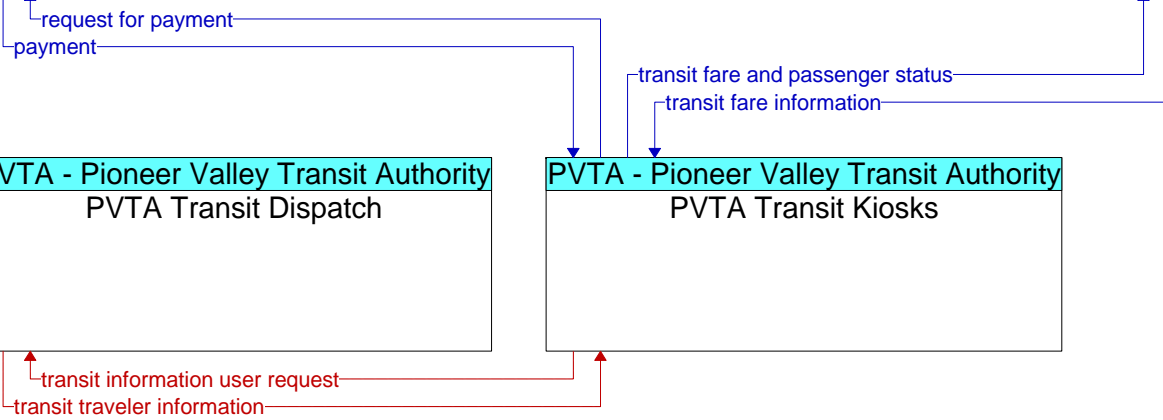 request for payment
payment
transit fare and passenger status
transit fare information
VTA - Pioneer Valley Transit Authority
PVTA Transit Dispatch
PVTA - Pioneer Valley Transit Authority
PVTA Transit Kiosks
transit information user request
transit traveler information